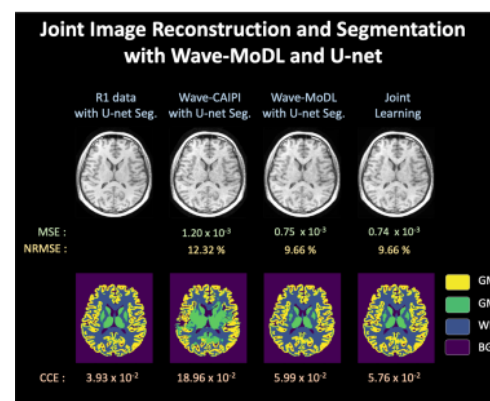 Joint Image Reconstruction and Segmentation
with Wave-MoDL and U-net
R1 data
with U-net Seg.
Wave-CAIPI
with U-net Seg.
Wave-MoDL
with U-net Seg.
Joint
Learning
MSE : 1.20 x 10-3 0.75 x 10-3 0.74 x 10-3
NRMSE : 12.32 % 9.66 % 9.66 %
GM
GM
W
BG
CCE : 3.93 x 10-2 18.96 x 10-2 5.99 x 10-2 5.76 x 10-2